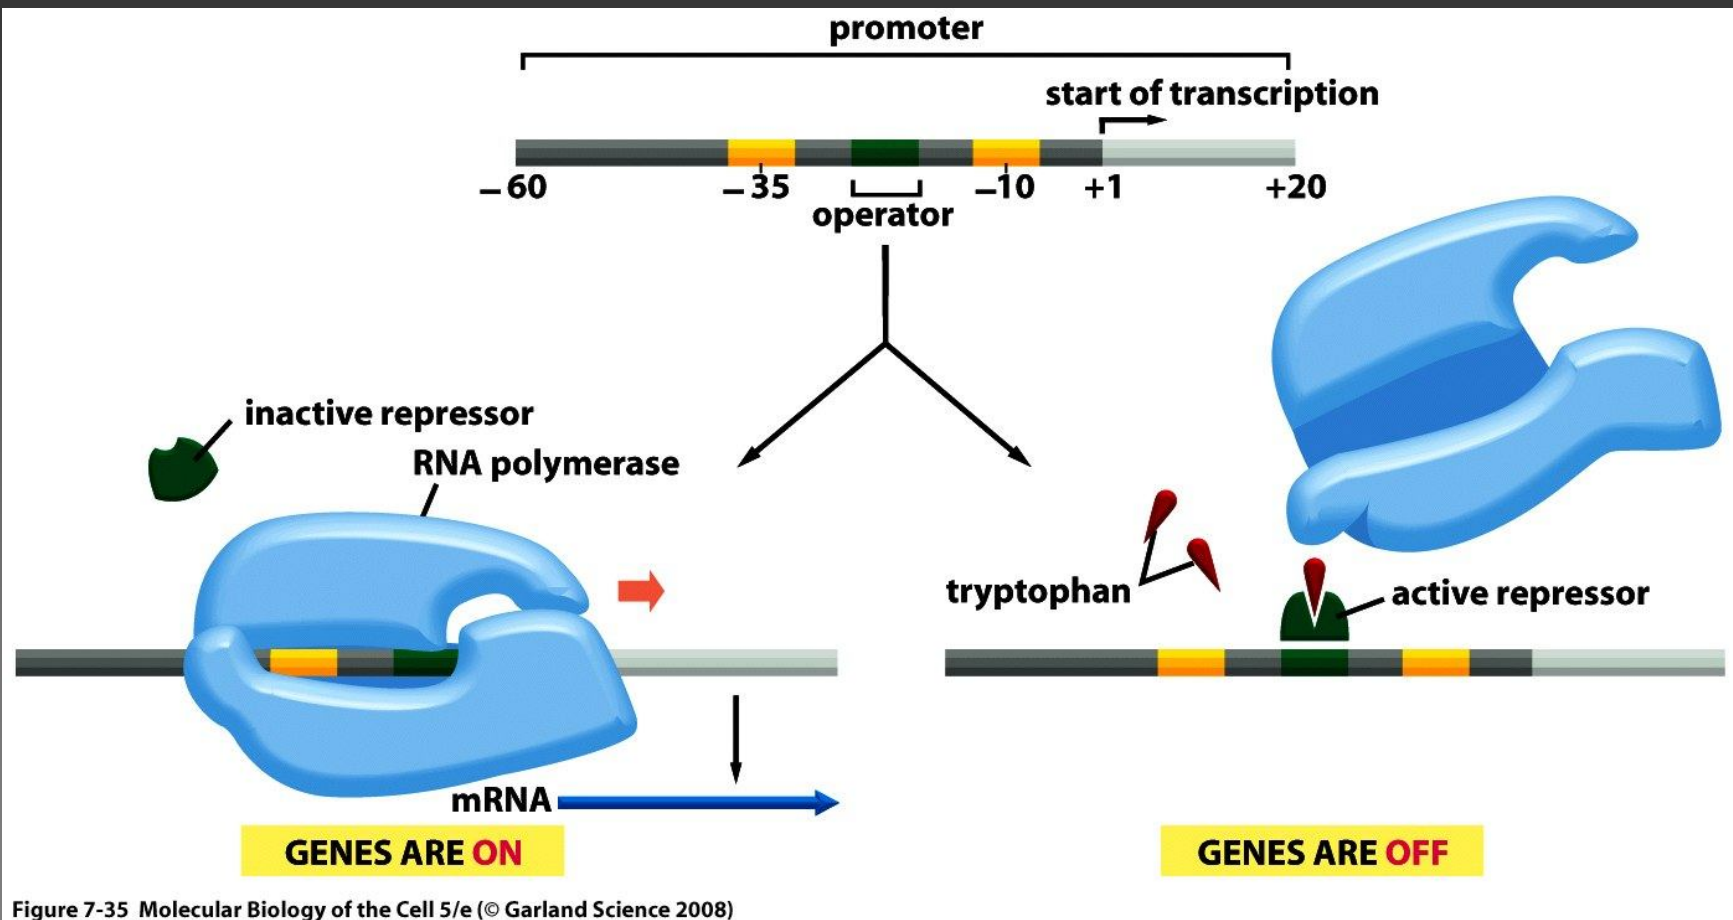 promoter
start of transcription
–60
–35
–10
+1
+20
operator
inactive repressor
RNA polymerase
tryptophan
active repressor
mRNA
GENES ARE ON
GENES ARE OFF
Figure 7-35 Molecular Biology of the Cell 5/e (© Garland Science 2008)